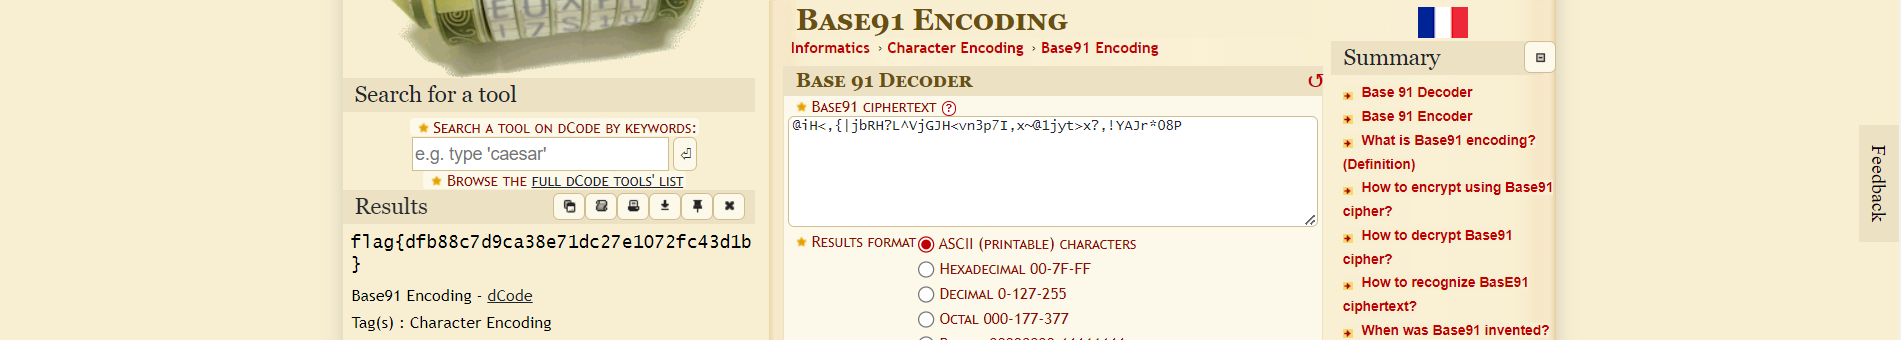 Search for a tool
SEARCH A TOOL ON DCODE BY KEYWORDS:
e.g. type 'caesar'
BROWSE THE FULL DCODE TOOLS' LIST
Results
flag{dfb88c7d9ca38e71dc27e1072fc43d1b
}
Base91 Encoding - dCode
Tag(s) : Character Encoding
BASE91 ENCODING
Informatics › Character Encoding › Base91 Encoding
BASE 91 DECODER
BASE91 CIPHERTEXT ?
@iH<,{|jbRH?L^VjGJH<vn3p7I,x~@1jyt>x?,!YAJr*O8P
RESULTS FORMAT ASCII (PRINTABLE) CHARACTERS
HEXADECIMAL 00-7F-FF
DECIMAL 0-127-255
OCTAL 000-177-377
Summary
Base 91 Decoder
Base 91 Encoder
What is Base91 encoding?
(Definition)
How to encrypt using Base91
cipher?
How to decrypt Base91
cipher?
How to recognize BasE91
ciphertext?
When was Base91 invented?
Feedback